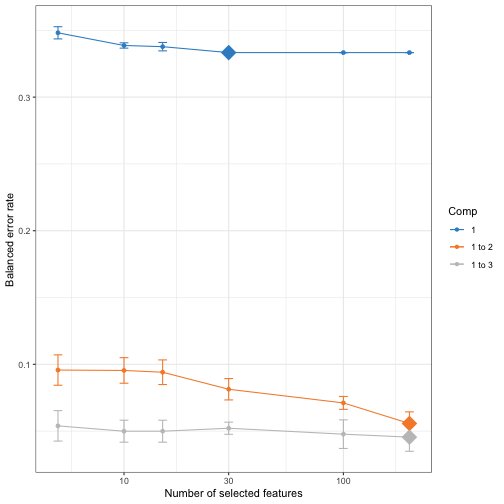 Balanced error rate
0.3
0.2
0.1
10
30
100
Number of selected features
Comp
1
1 to 2
1 to 3